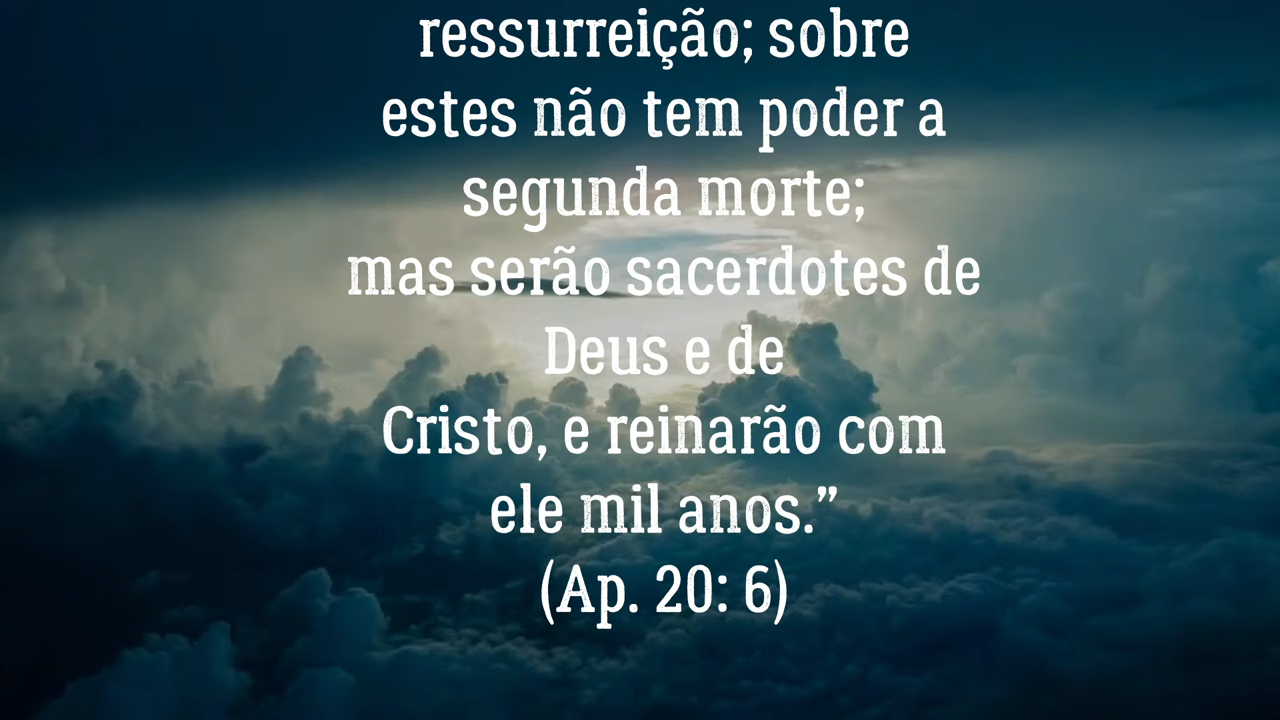 ressurreição; sobre
estes não tem poder a
segunda morte;
mas serão sacerdotes de
Deus e de
Cristo, e reinarão com
ele mil anos.”
(Ap. 20: 6)